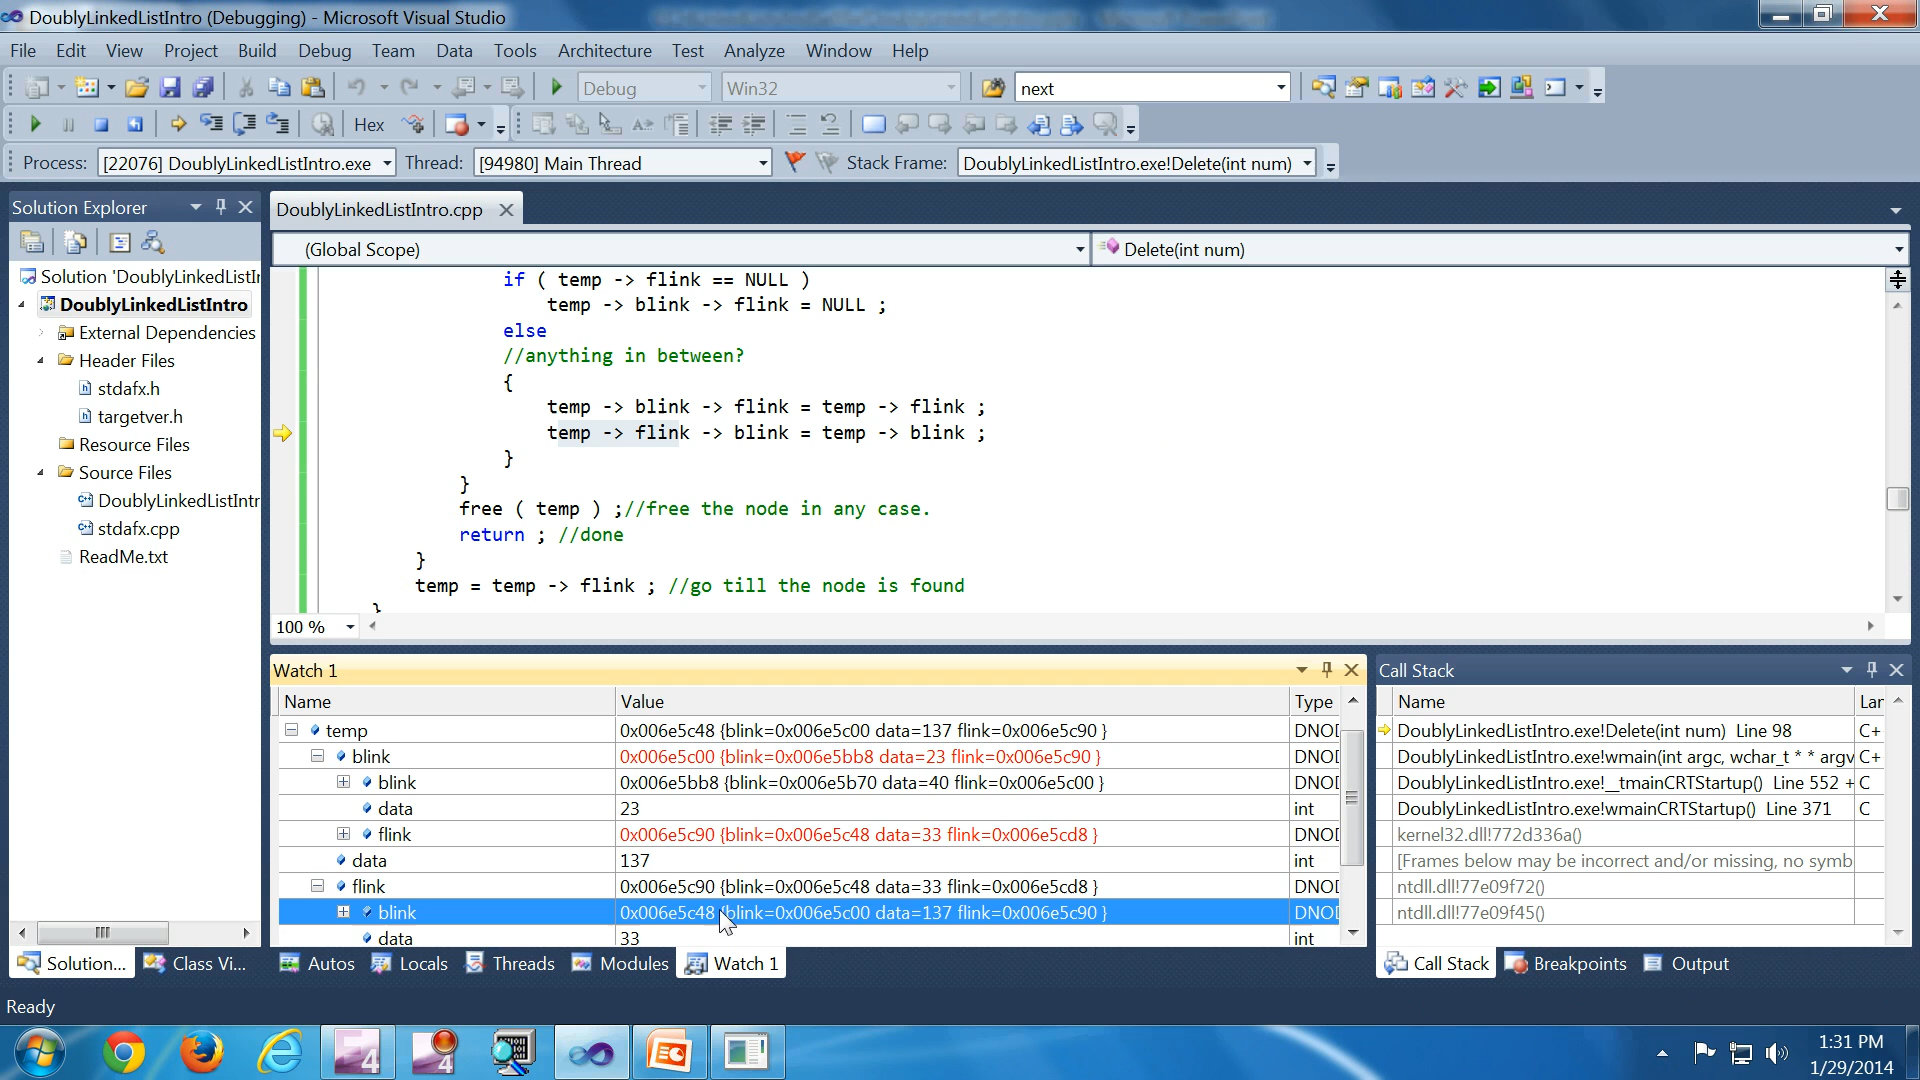 DoublyLinkedListIntro (Debugging) - Microsoft Visual Studio
File Edit View Project Build Debug Team Data Tools Architecture Test Analyze Window Help
Debug Win32 next
Hex
Process: [22076] DoublyLinkedListIntro.exe Thread: [94980] Main Thread Stack Frame: DoublyLinkedListIntro.exe!Delete(int num)
Solution Explorer
DoublyLinkedListIntro.cpp
(Global Scope) Delete(int num)
Solution 'DoublyLinkedListIr
DoublyLinkedListIntro
External Dependencies
Header Files
stdafx.h
targetver.h
Resource Files
Source Files
DoublyLinkedListIntr
stdafx.cpp
ReadMe.txt
if ( temp -> flink == NULL )
temp -> blink -> flink = NULL ;
else
//anything in between?
{
temp -> blink -> flink = temp -> flink ;
temp -> flink -> blink = temp -> blink ;
}
}
free ( temp ) ;//free the node in any case.
return ; //done
}
temp = temp -> flink ; //go till the node is found
}
100 %
Watch 1
Name Value Type
temp 0x006e5c48 {blink=0x006e5c00 data=137 flink=0x006e5c90 } DNOD
blink 0x006e5c00 {blink=0x006e5bb8 data=23 flink=0x006e5c90 } DNOD
blink 0x006e5bb8 {blink=0x006e5b70 data=40 flink=0x006e5c00 } DNOD
data 23 int
flink 0x006e5c90 {blink=0x006e5c48 data=33 flink=0x006e5cd8 } DNOD
data 137 int
flink 0x006e5c90 {blink=0x006e5c48 data=33 flink=0x006e5cd8 } DNOD
blink 0x006e5c48 {blink=0x006e5c00 data=137 flink=0x006e5c90 } DNOD
data 33 int
Call Stack
Name Lar
DoublyLinkedListIntro.exe!Delete(int num) Line 98 C+
DoublyLinkedListIntro.exe!wmain(int argc, wchar_t * * argv C+
DoublyLinkedListIntro.exe!__tmainCRTStartup() Line 552 + C
DoublyLinkedListIntro.exe!wmainCRTStartup() Line 371 C
kernel32.dll!772d336a()
[Frames below may be incorrect and/or missing, no symb
ntdll.dll!77e09f72()
ntdll.dll!77e09f45()
Solution... Class Vi... Autos Locals Threads Modules Watch 1 Call Stack Breakpoints Output
Ready
4 4
1:31 PM
1/29/2014